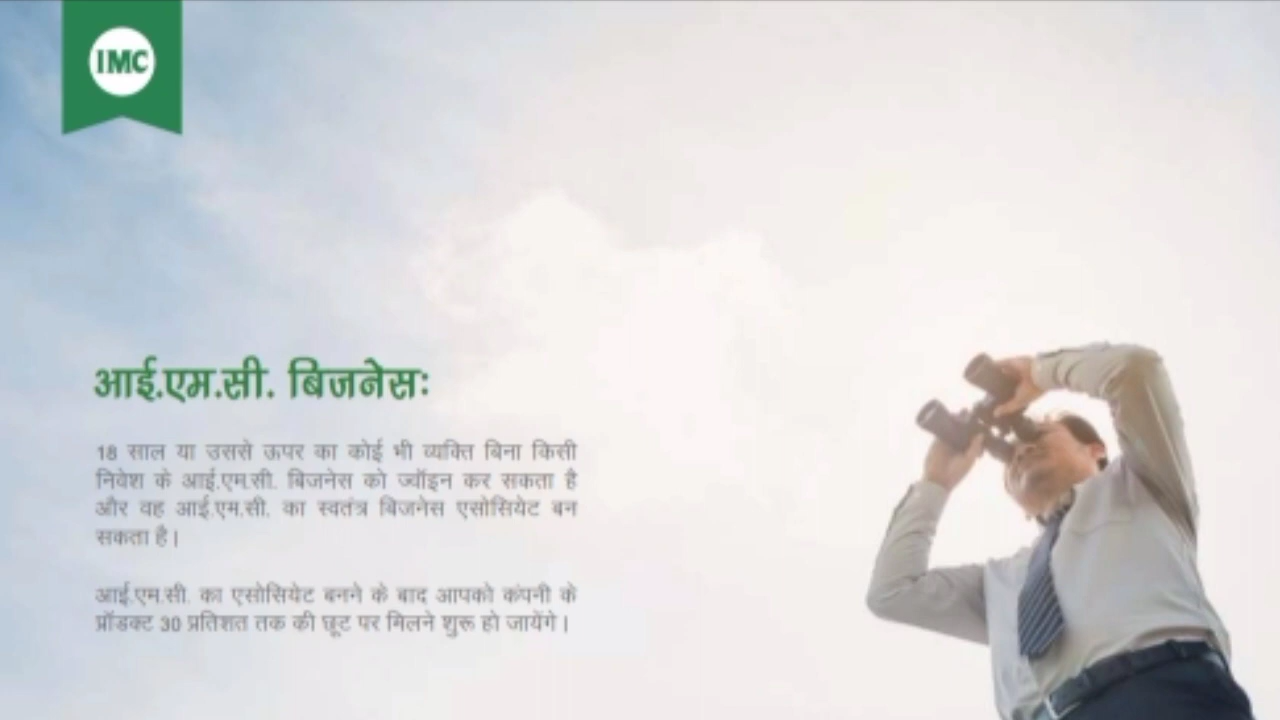 IMC
आई.एम.सी. बिजनेसः
18 साल या उससे ऊपर का कोई भी व्यक्ति बिना किसी
निवेश के आई.एम.सी. बिजनेस को ज्वॉइन कर सकता है
और वह आई.एम.सी. का स्वतंत्र बिजनेस एसोसियेट बन
सकता है।
आई.एम.सी. का एसोसियेट बनने के बाद आपको कंपनी के
प्रॉडक्ट 30 प्रतिशत तक की छूट पर मिलने शुरू हो जायेंगे।